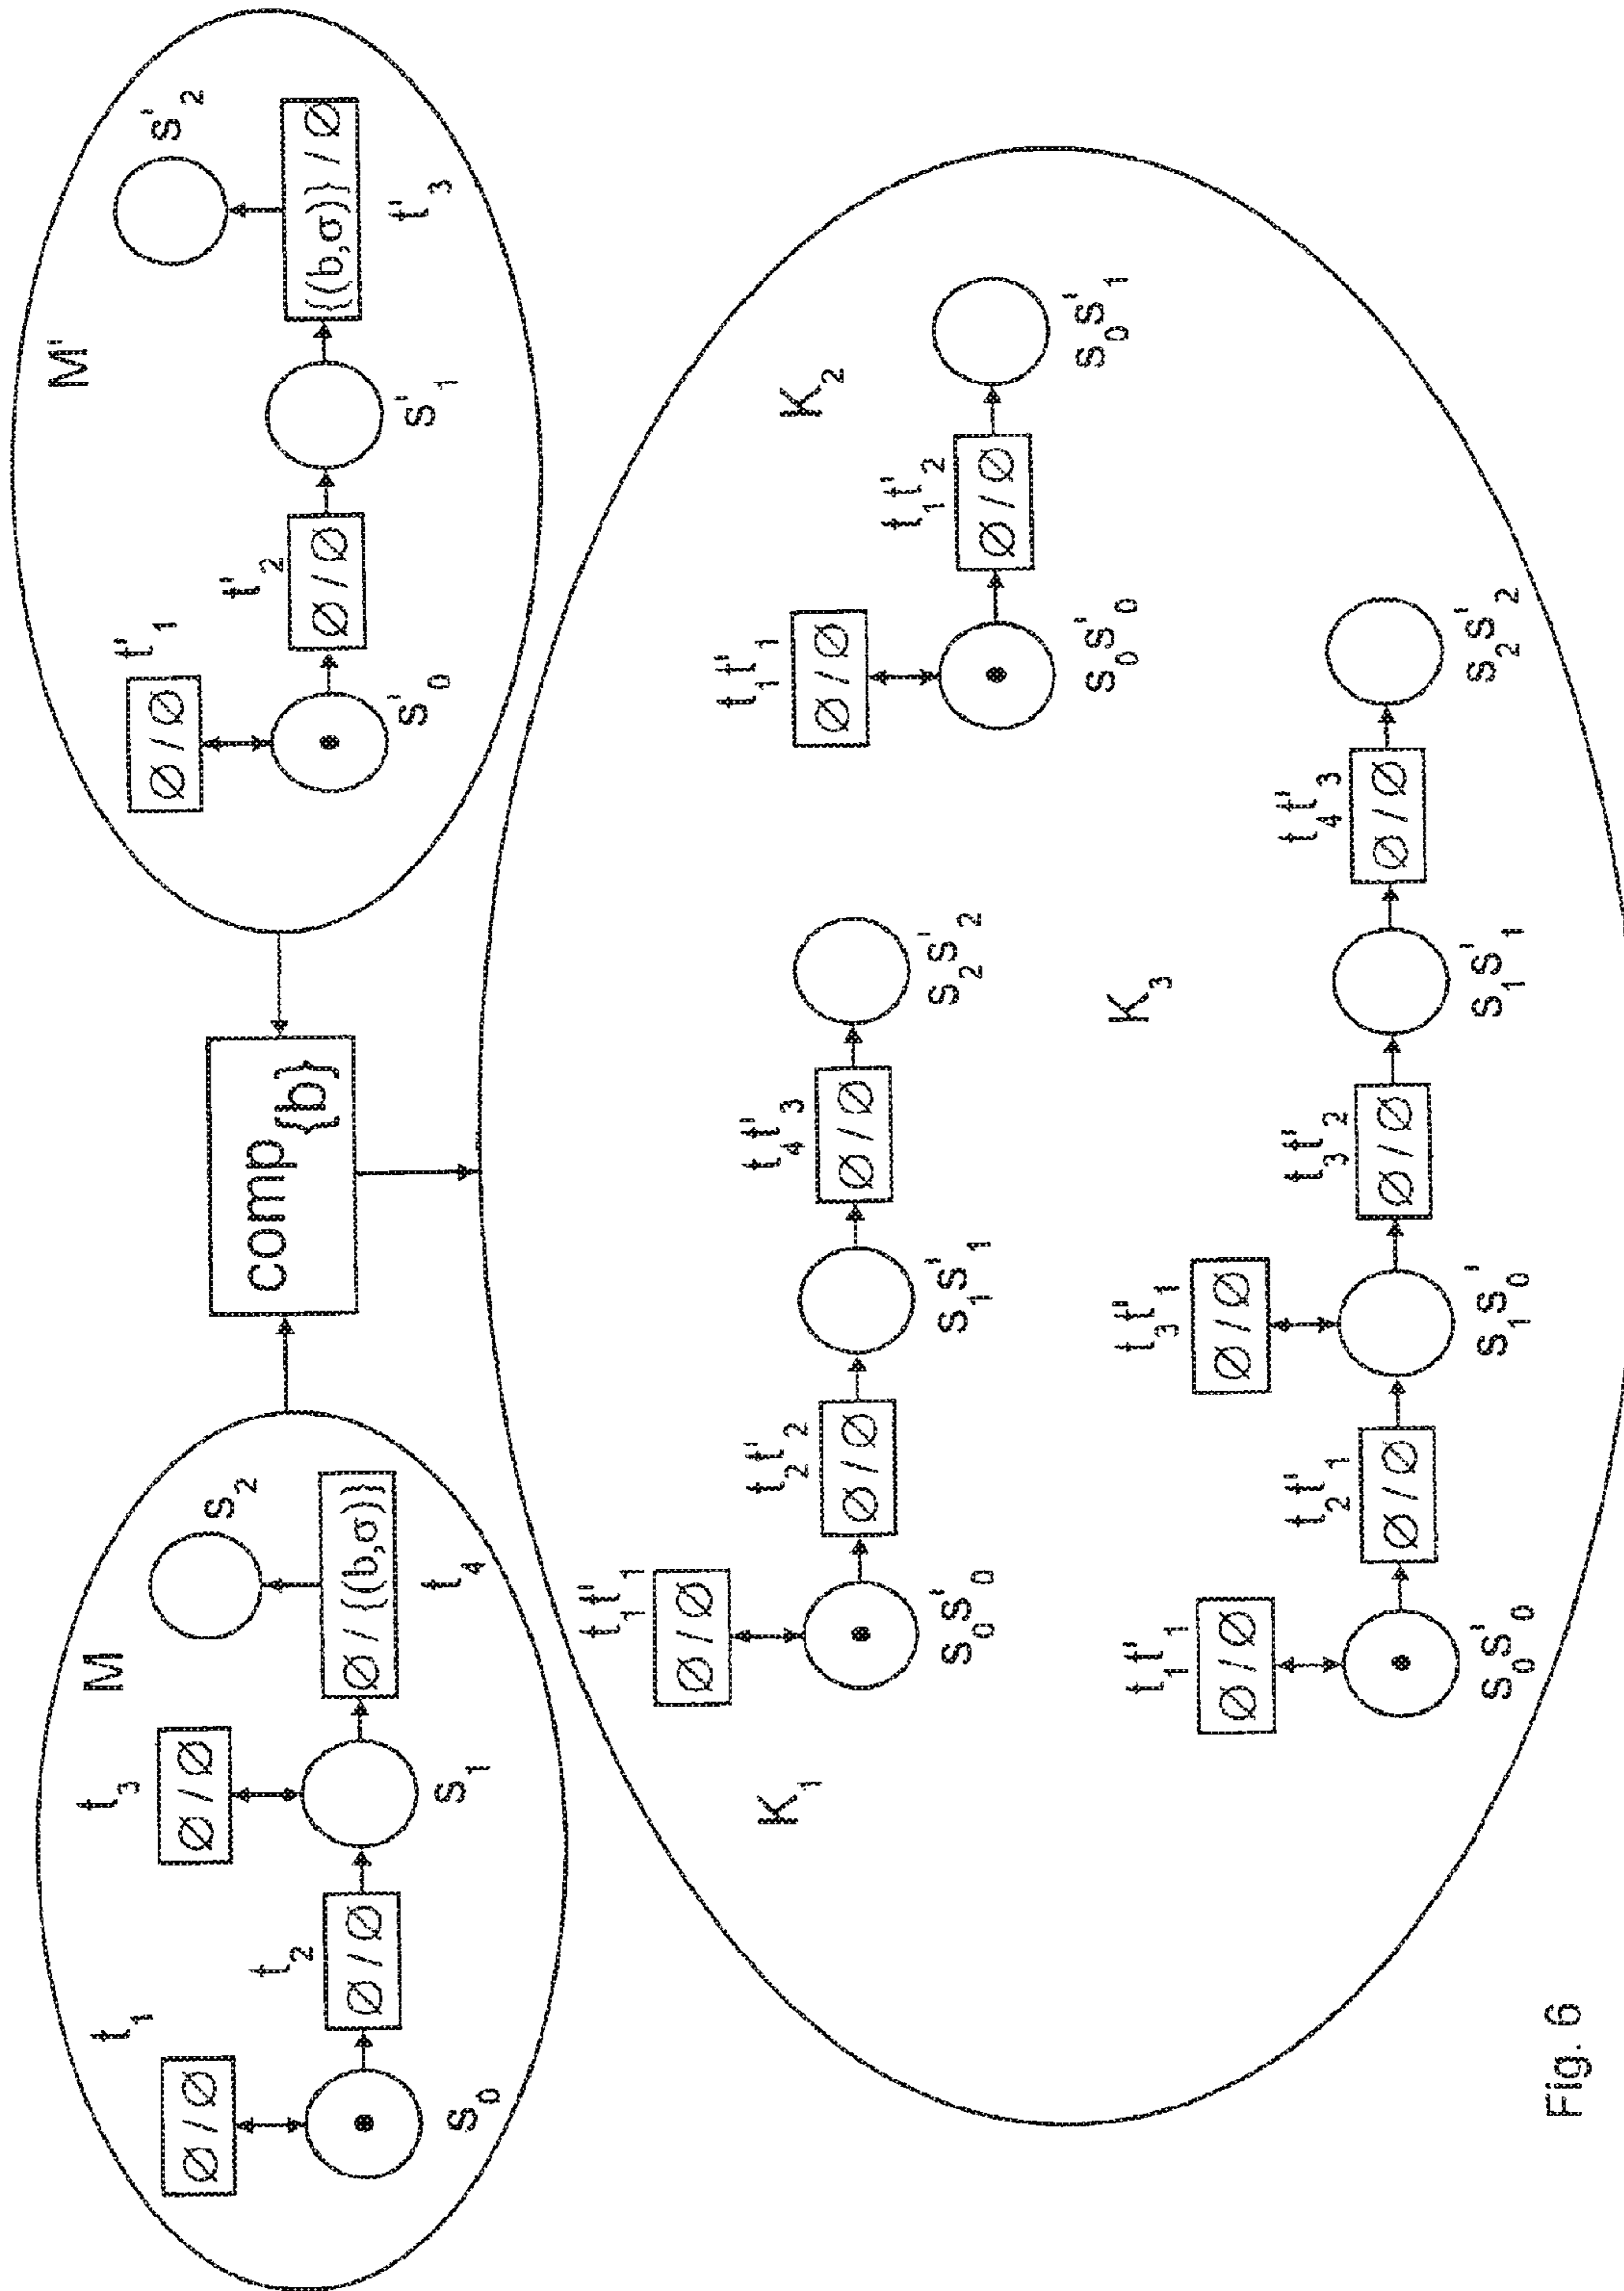 M
t₁
∅ / ∅
s₀
t₂
∅ / ∅
t₃
∅ / ∅
s₁
s₂
∅ / {(b,σ)}
t₄
comp{b}
M'
t'₁
∅ / ∅
s'₀
t'₂
∅ / ∅
s'₁
s'₂
{(b,σ)} / ∅
t'₃
K₁
t₁t'₁
∅ / ∅
s₀s'₀
t₂t'₂
∅ / ∅
s₁s'₁
t₄t'₃
∅ / ∅
s₂s'₂
K₂
t₁t'₁
∅ / ∅
s₀s'₀
t₁t'₂
∅ / ∅
s₀s'₁
K₃
t₁t'₁
∅ / ∅
s₀s'₀
t₂t'₁
∅ / ∅
t₃t'₁
∅ / ∅
s₁s'₀
t₃t'₂
∅ / ∅
s₁s'₁
t₄t'₃
∅ / ∅
s₂s'₂
Fig. 6